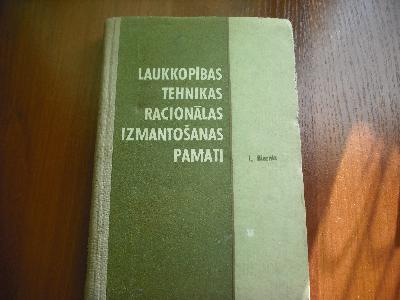 LAUKKOPĪBAS
TEHNIKAS
RACIONĀLAS
IZMANTOŠANAS
PAMATI